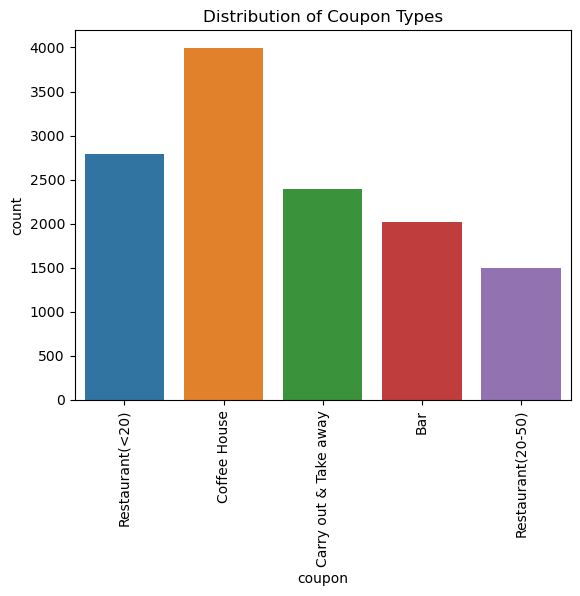 Distribution of Coupon Types
count
4000
3500
3000
2500
2000
1500
1000
500
0
Restaurant(<20)
Coffee House
Carry out & Take away
Bar
Restaurant(20-50)
coupon